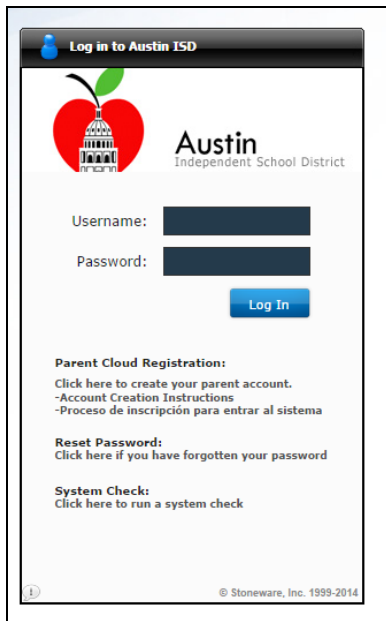 Log in to Austin ISD
Austin
Independent School District
Username:
Password:
Log In
Parent Cloud Registration:
Click here to create your parent account.
-Account Creation
Instructions
-Proceso de inscripción para entrar al sistema
Reset Password:
Click here if you have forgotten your password
System Check:
Click here to run a system check
i
© Stoneware, Inc. 1999-2014